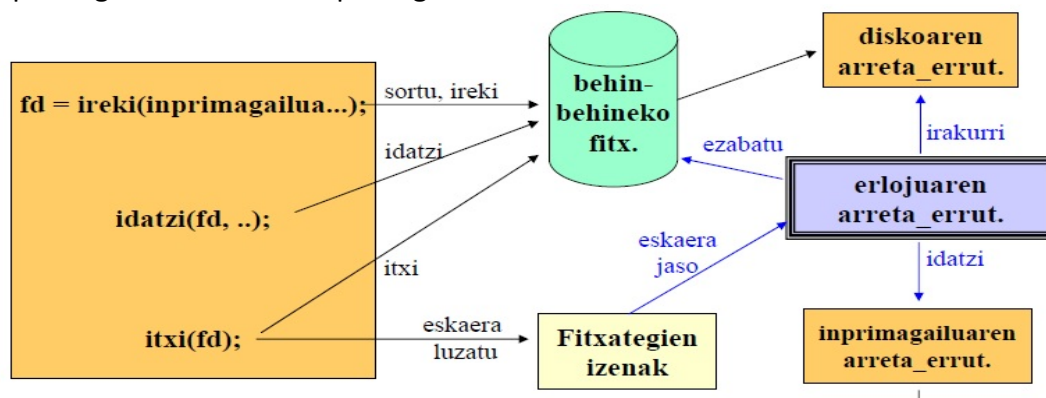 fd = ireki(inprimagailua...);
idatzi(fd, ..);
itxi(fd);
sortu, ireki
idatzi
itxi
eskaera
luzatu
behin-
behineko
fitx.
Fitxategien
izenak
ezabatu
eskaera
jaso
diskoaren
arreta_errut.
irakurri
erlojuaren
arreta_errut.
idatzi
inprimagailuaren
arreta_errut.